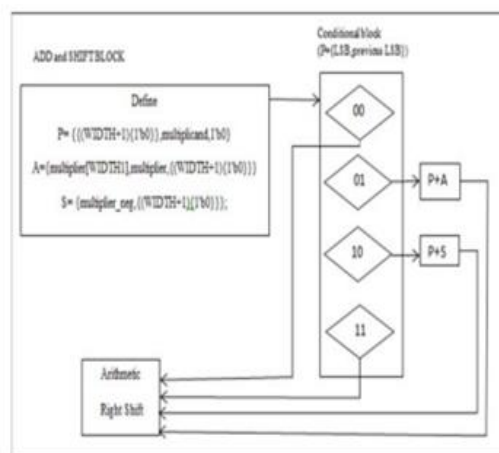 ADD and SHIFT BLOCK
Define
P= {((WIDTH+1){1'b0}},multiplicand,1'b0}
A={multiplier[WIDTH1],multiplier,((WIDTH+1){1'b0}}}
S= {multiplier_neg,((WIDTH+1){1'b0}}};
Conditional block
(P={LSB,previous LSB})
00
01
P+A
10
P+S
11
Arithmetic
Right Shift